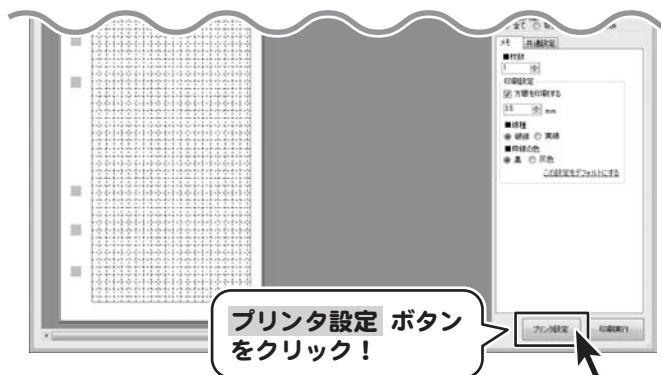 全て
メモ 共通設定
■枚数
1
印刷設定
方眼を印刷する
3.5 mm
■線種
破線 実線
■枠線の色
黒 灰色
この設定をデフォルトにする
プリンタ設定 ボタン
をクリック！
プリンタ設定 印刷実行